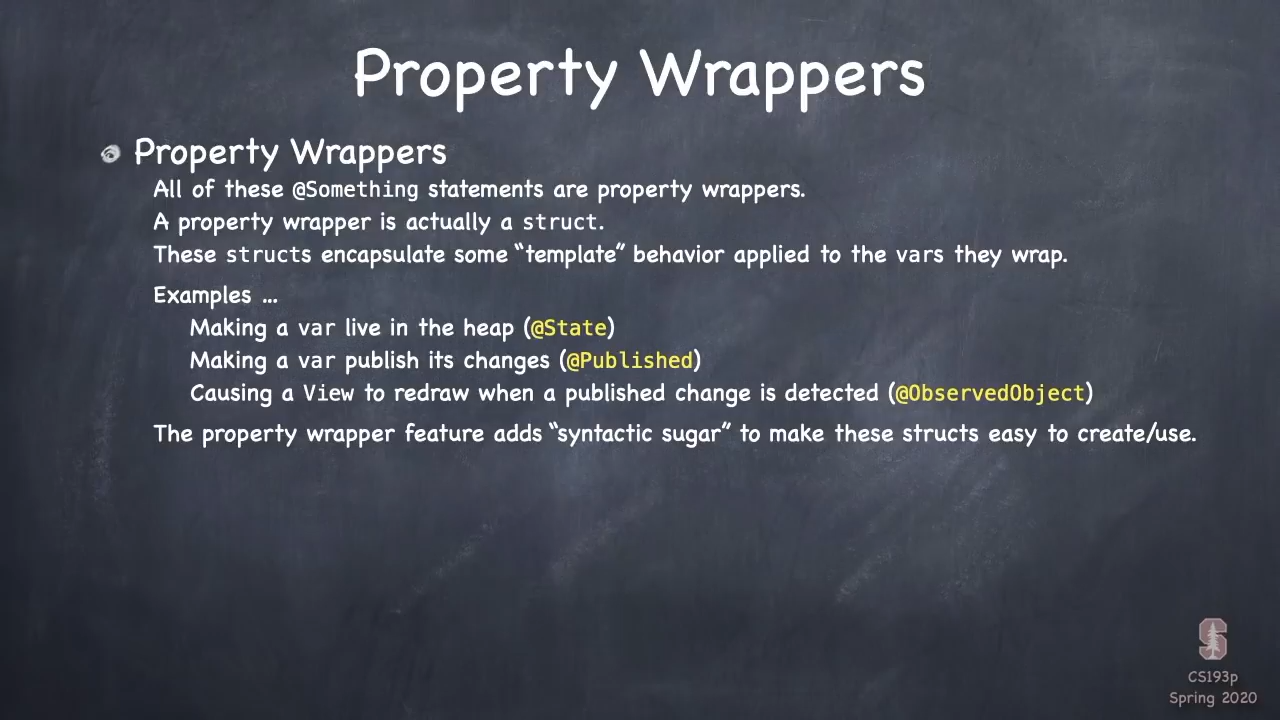 Property Wrappers
Property Wrappers
All of these @Something statements are property wrappers.
A property wrapper is actually a struct.
These structs encapsulate some “template” behavior applied to the vars they wrap.
Examples ...
Making a var live in the heap (@State)
Making a var publish its changes (@Published)
Causing a View to redraw when a published change is detected (@ObservedObject)
The property wrapper feature adds “syntactic sugar” to make these structs easy to create/use.
S
CS193p
Spring 2020